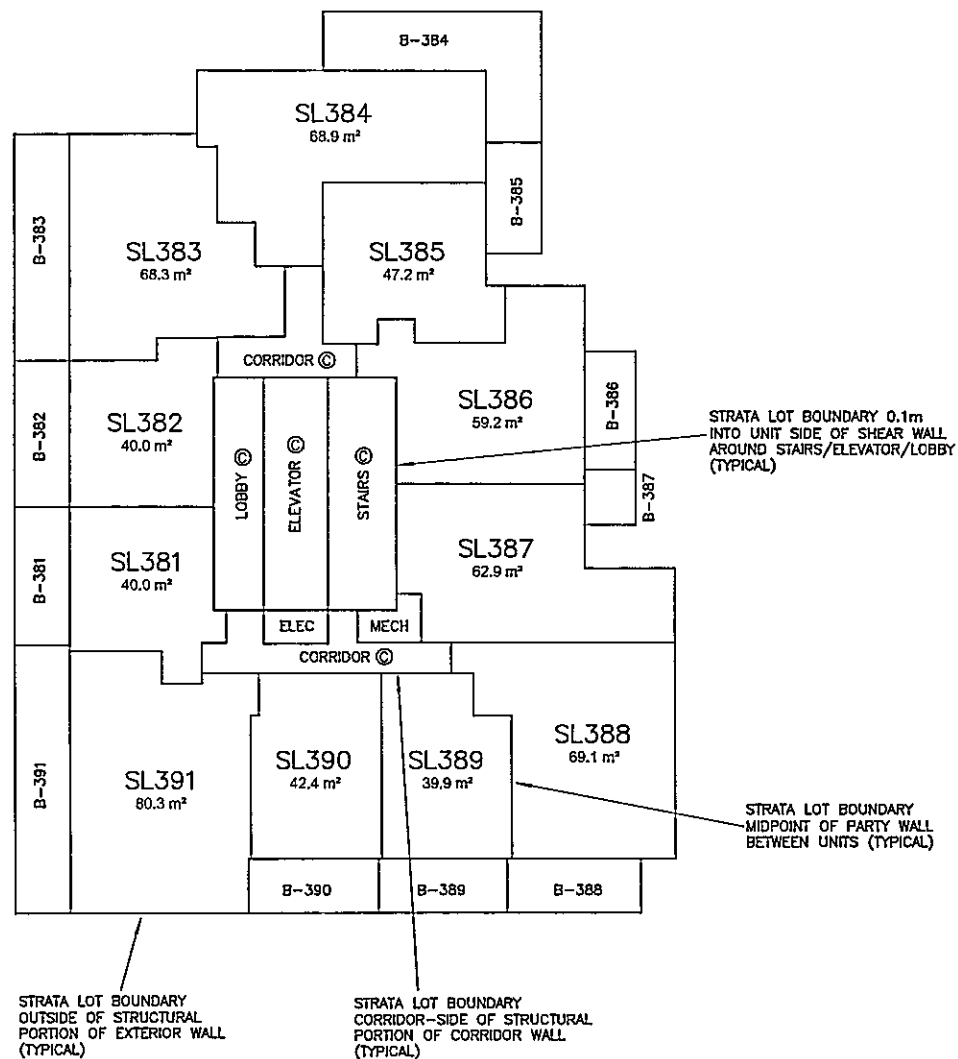 B-384
SL384
68.9 m²
B-385
B-383
SL383
68.3 m²
SL385
47.2 m²
CORRIDOR ©
B-382
SL382
40.0 m²
LOBBY ©
ELEVATOR ©
STAIRS ©
SL386
59.2 m²
B-386
STRATA LOT BOUNDARY 0.1m
INTO UNIT SIDE OF SHEAR WALL
AROUND STAIRS/ELEVATOR/LOBBY
(TYPICAL)
B-387
B-381
SL381
40.0 m²
SL387
62.9 m²
ELEC
MECH
CORRIDOR ©
B-391
SL391
80.3 m²
SL390
42.4 m²
SL389
39.9 m²
SL388
69.1 m²
STRATA LOT BOUNDARY
MIDPOINT OF PARTY WALL
BETWEEN UNITS (TYPICAL)
B-390
B-389
B-388
STRATA LOT BOUNDARY
OUTSIDE OF STRUCTURAL
PORTION OF EXTERIOR WALL
(TYPICAL)
STRATA LOT BOUNDARY
CORRIDOR-SIDE OF STRUCTURAL
PORTION OF CORRIDOR WALL
(TYPICAL)